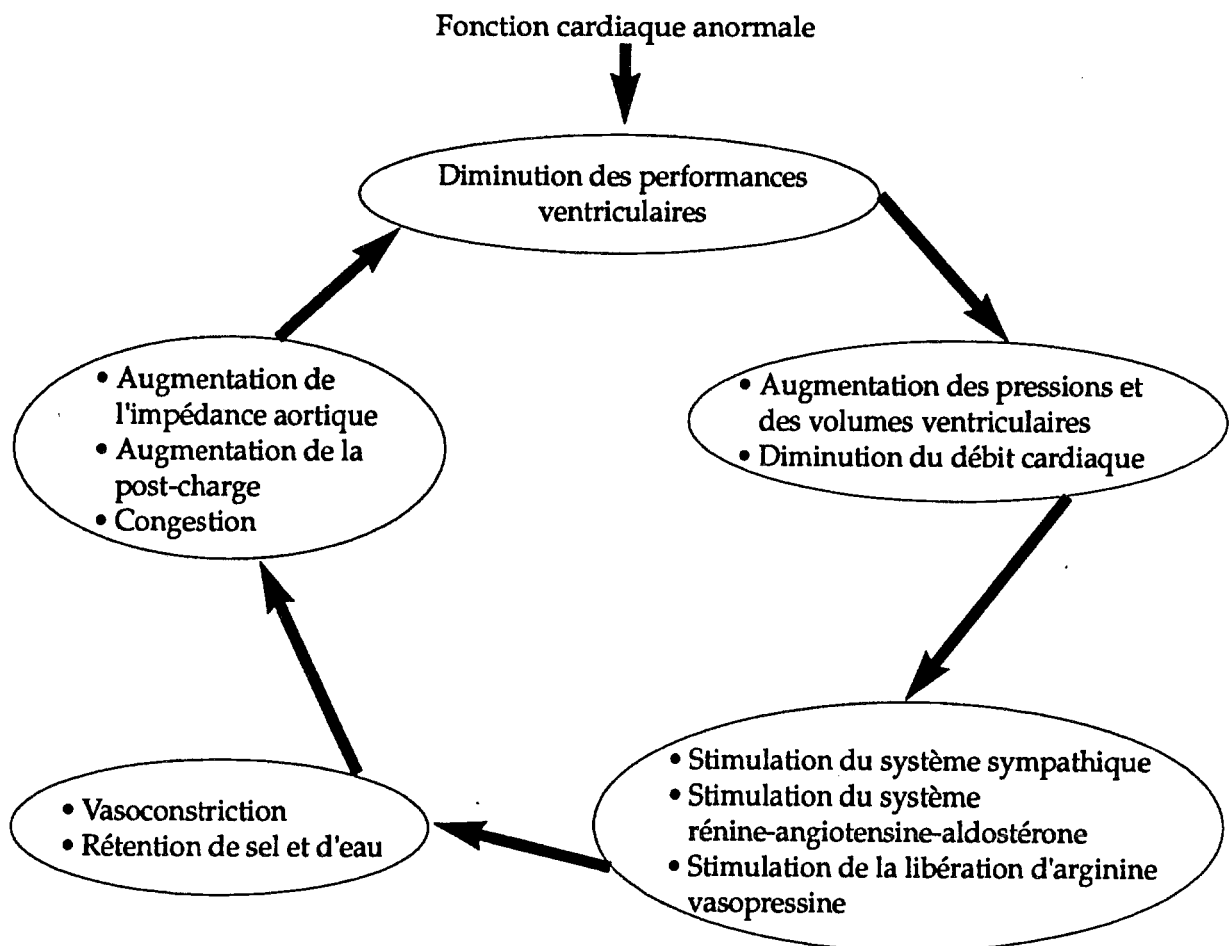 Fonction cardiaque anormale
Diminution des performances
ventriculaires
• Augmentation des pressions et
des volumes ventriculaires
• Diminution du débit cardiaque
• Stimulation du système sympathique
• Stimulation du système
rénine-angiotensine-aldostérone
• Stimulation de la libération d'arginine
vasopressine
• Vasoconstriction
• Rétention de sel et d'eau
• Augmentation de
l'impédance aortique
• Augmentation de la
post-charge
• Congestion